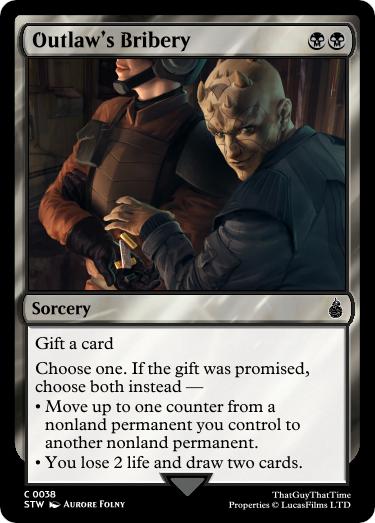 Outlaw's Bribery
Sorcery
Gift a card
Choose one. If the gift was promised,
choose both instead —
• Move up to one counter from a
nonland permanent you control to
another nonland permanent.
• You lose 2 life and draw two cards.
C 0038
ThatGuyThatTime
STW AURORE FOLNY
Properties © LucasFilms LTD